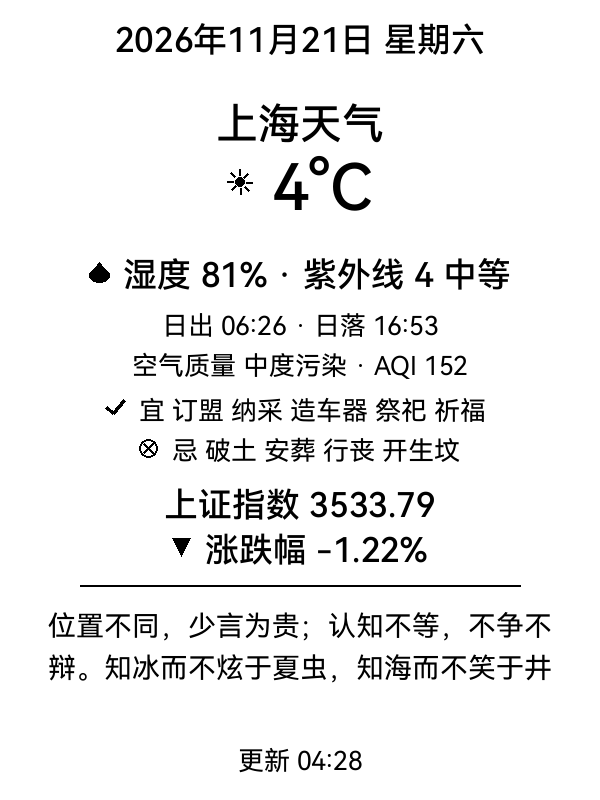 2026年11月21日 星期六
上海天气
4°C
湿度 81% · 紫外线 4 中等
日出 06:26 · 日落 16:53
空气质量 中度污染 · AQI 152
宜 订盟 纳采 造车器 祭祀 祈福
忌 破土 安葬 行丧 开生坟
上证指数 3533.79
▼ 涨跌幅 -1.22%
位置不同，少言为贵；认知不等，不争不
辩。知冰而不炫于夏虫，知海而不笑于井
更新 04:28